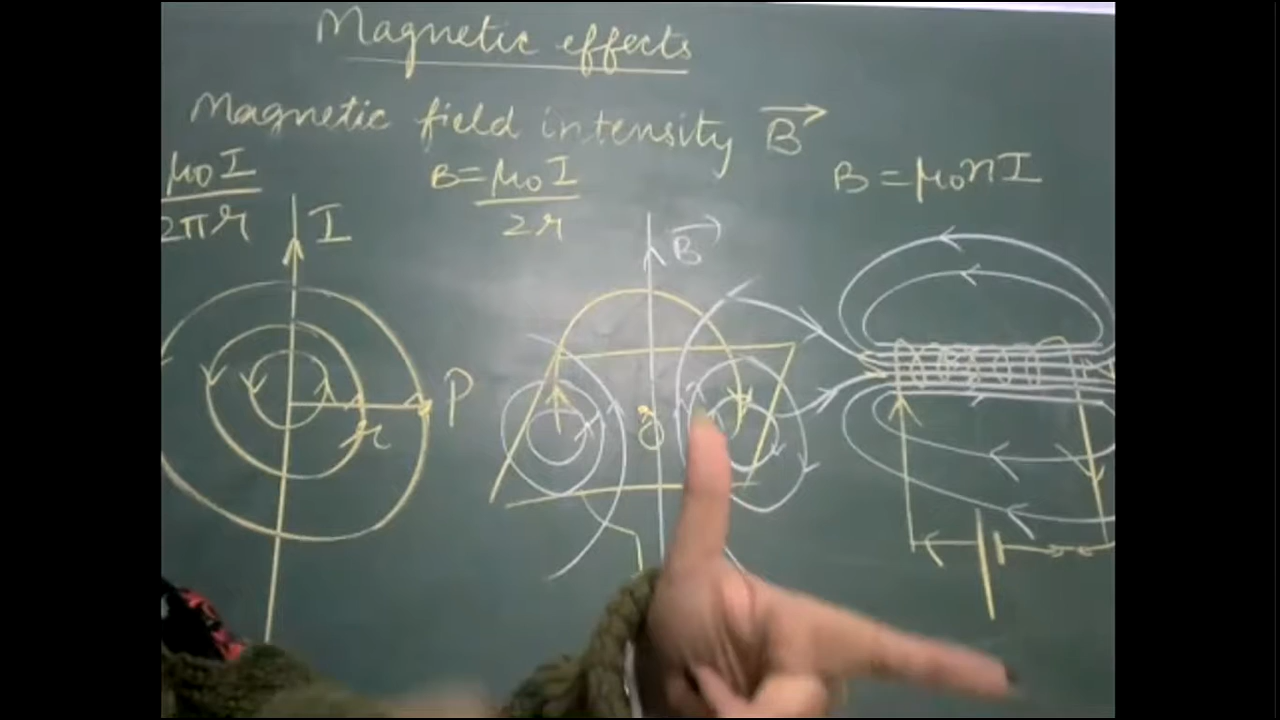 Magnetic effects
Magnetic field intensity B
μ0I / 2πr
B = μ0I / 2r
B = μ0nI
I
B
P
r
O